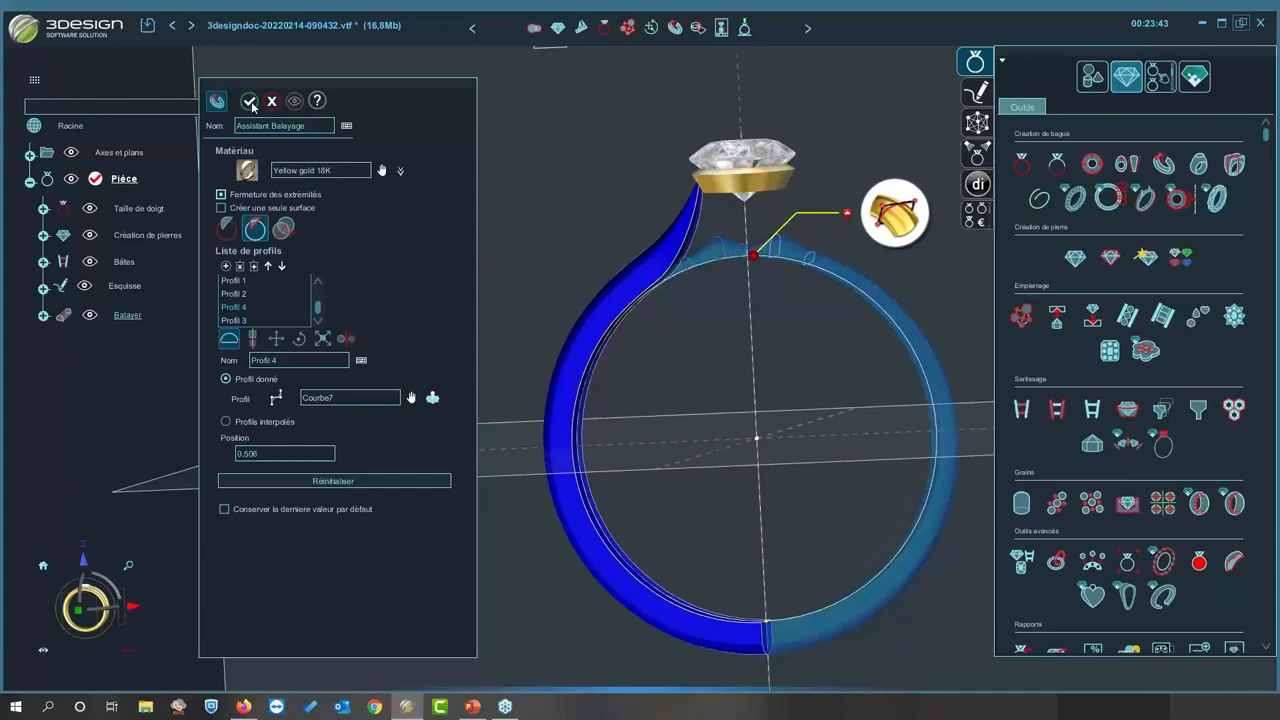 3DESIGN
SOFTWARE SOLUTION
3designdoc-20220214-090432.vtf * (16,8Mb)
00:23:43
Racine
Axes et plans
Pièce
Taille de doigt
Création de pierres
Bâtes
Esquisse
Balayer
Nom
Assistant Balayage
Matériau
Yellow gold 18K
Fermeture des extrémités
Créer une seule surface
Liste de profils
Profil 1
Profil 2
Profil 4
Profil 3
Nom
Profil 4
Profil donné
Profil
Courbe7
Profils interpolés
Position
0.506
Réinitialiser
Conserver la dernière valeur par défaut
Outils
Création de bague
Création de pierre
Empierrage
Sertissage
Grains
Outils avancés
Rapports
di
Z